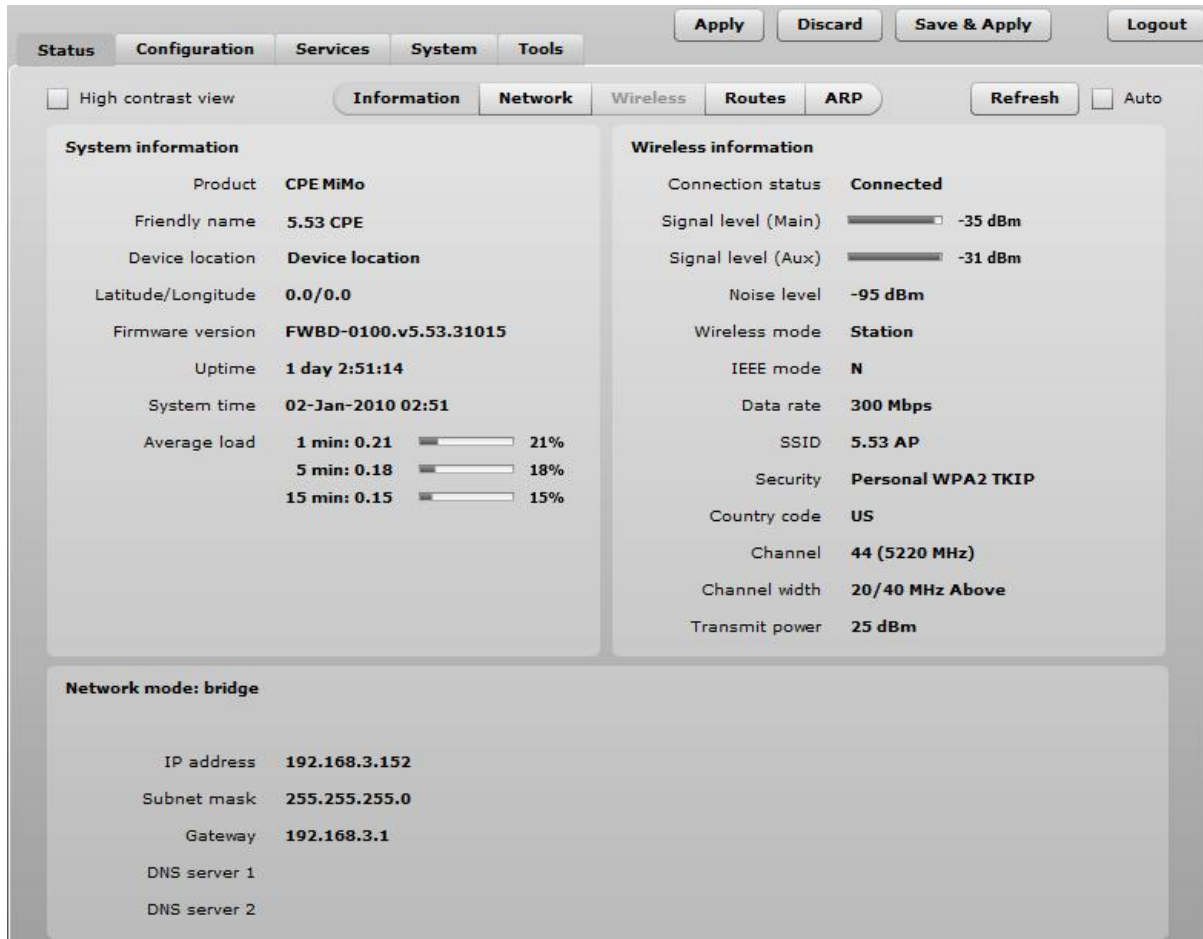 Apply Discard Save & Apply Logout
Status Configuration Services System Tools
High contrast view Information Network Wireless Routes ARP Refresh Auto
System information
Product CPE MiMo
Friendly name 5.53 CPE
Device location Device location
Latitude/Longitude 0.0/0.0
Firmware version FWBD-0100.v5.53.31015
Uptime 1 day 2:51:14
System time 02-Jan-2010 02:51
Average load 1 min: 0.21 21%
5 min: 0.18 18%
15 min: 0.15 15%
Wireless information
Connection status Connected
Signal level (Main) -35 dBm
Signal level (Aux) -31 dBm
Noise level -95 dBm
Wireless mode Station
IEEE mode N
Data rate 300 Mbps
SSID 5.53 AP
Security Personal WPA2 TKIP
Country code US
Channel 44 (5220 MHz)
Channel width 20/40 MHz Above
Transmit power 25 dBm
Network mode: bridge
IP address 192.168.3.152
Subnet mask 255.255.255.0
Gateway 192.168.3.1
DNS server 1
DNS server 2